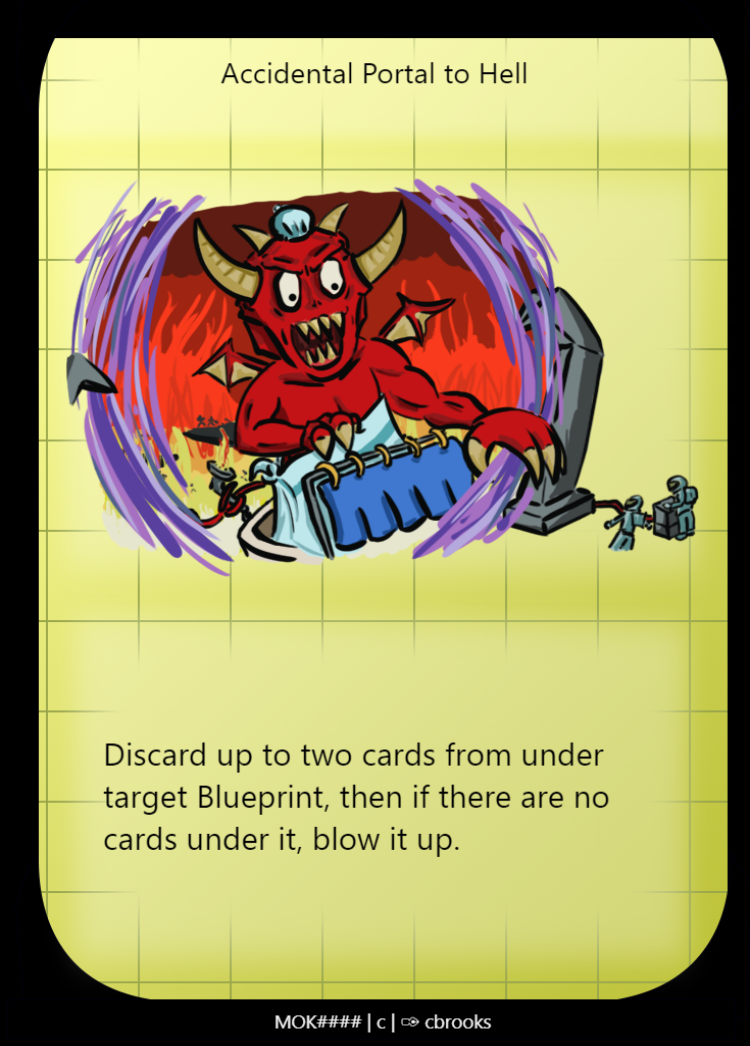 Accidental Portal to Hell
Discard up to two cards from under
target Blueprint, then if there are no
cards under it, blow it up.
MOK#### | c | ✑ cbrooks